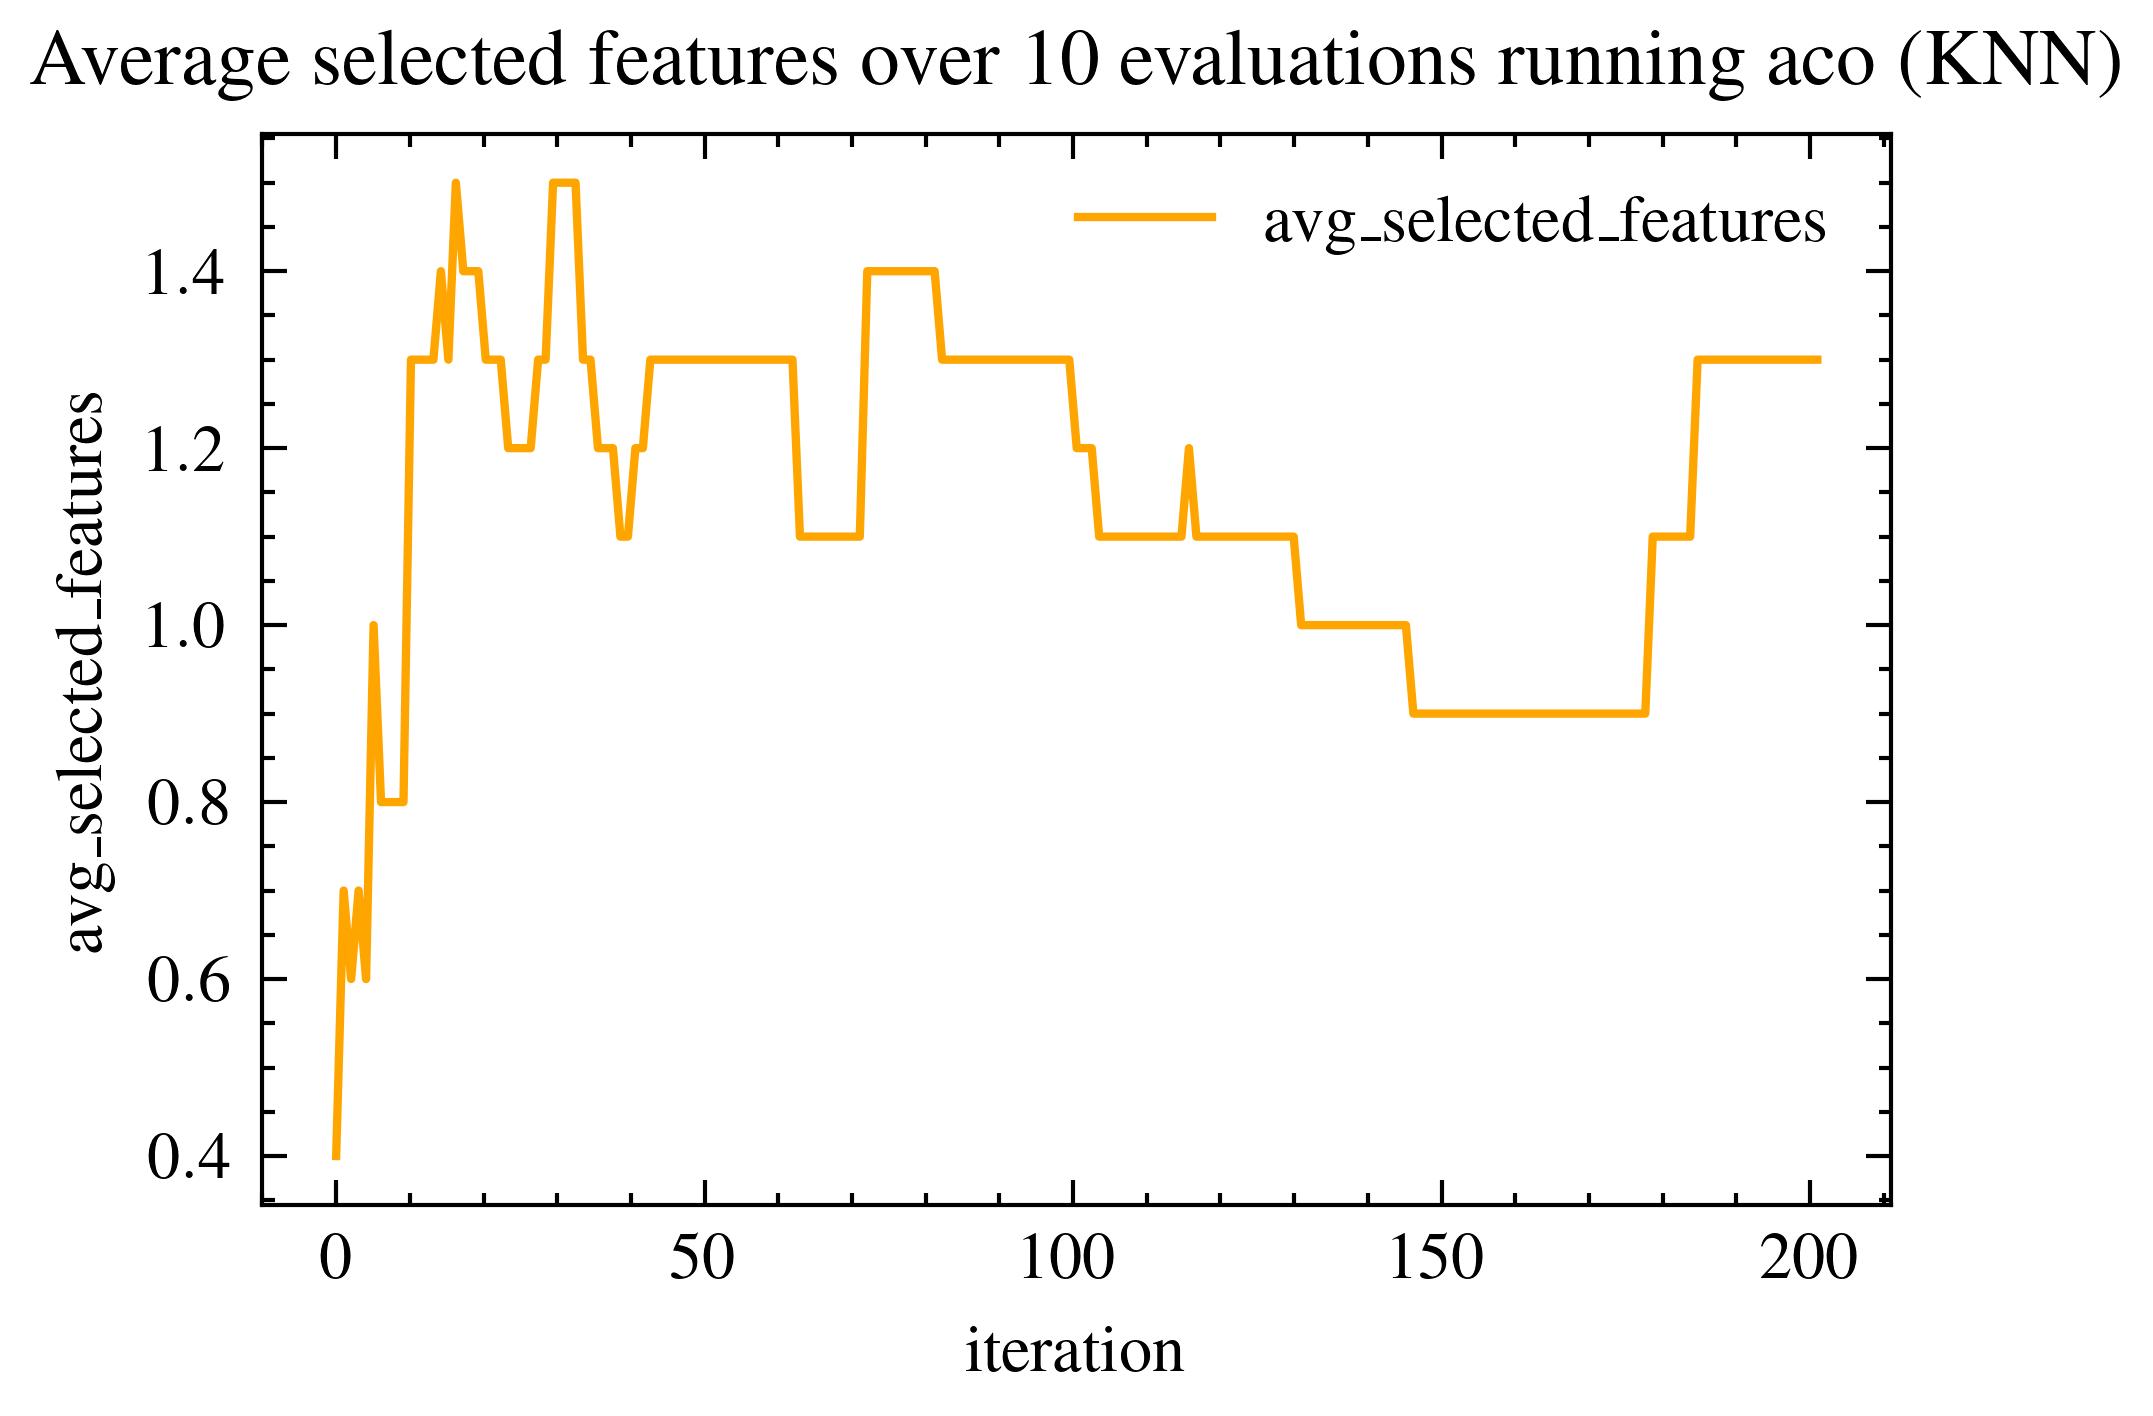 Average selected features over 10 evaluations running aco (KNN)
avg_selected_features
avg_selected_features
1.4
1.2
1.0
0.8
0.6
0.4
0 50 100 150 200
iteration